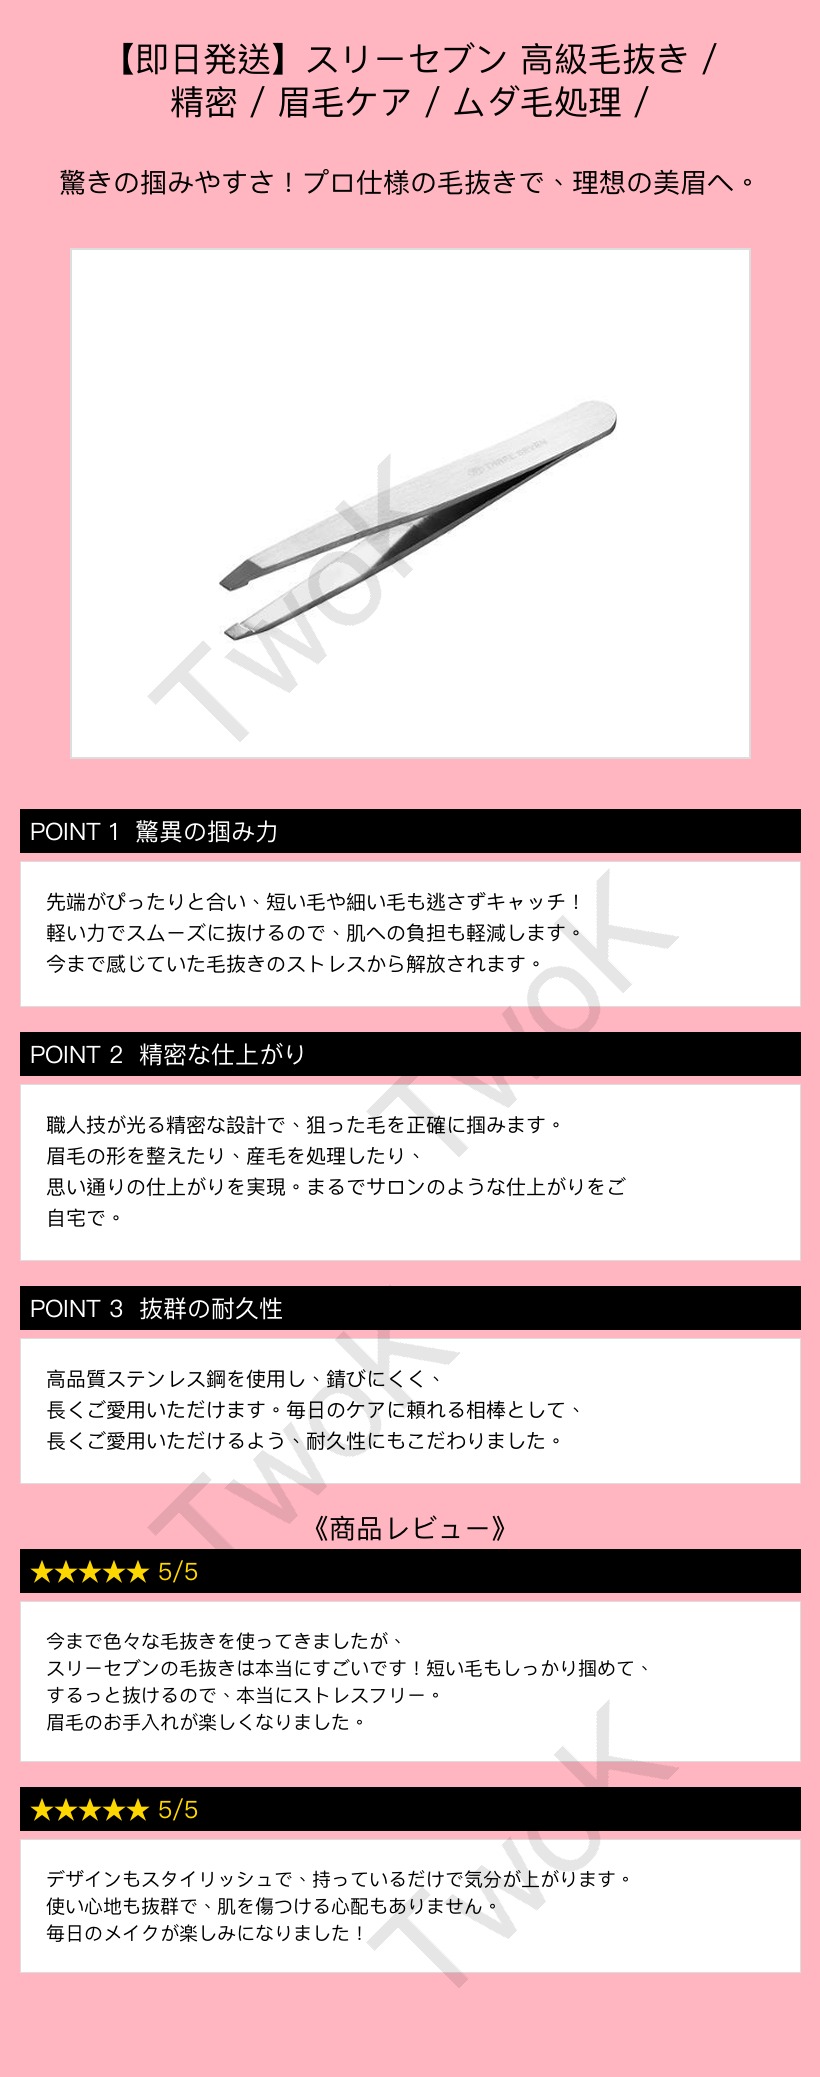 【即日発送】スリーセブン 高級毛抜き /
精密 / 眉毛ケア / ムダ毛処理 /
驚きの掴みやすさ！プロ仕様の毛抜きで、理想の美眉へ。
THREE SEVEN
TwoK
POINT 1 驚異の掴み力
先端がぴったりと合い、短い毛や細い毛も逃さずキャッチ！
軽い力でスムーズに抜けるので、肌への負担も軽減します。
今まで感じていた毛抜きのストレスから解放されます。
TwoK
POINT 2 精密な仕上がり
職人技が光る精密な設計で、狙った毛を正確に掴みます。
眉毛の形を整えたり、産毛を処理したり、
思い通りの仕上がりを実現。まるでサロンのような仕上がりをご
自宅で。
POINT 3 抜群の耐久性
高品質ステンレス鋼を使用し、錆びにくく、
長くご愛用いただけます。毎日のケアに頼れる相棒として、
長くご愛用いただけるよう、耐久性にもこだわりました。
TwoK
《商品レビュー》
★★★★★ 5/5
今まで色々な毛抜きを使ってきましたが、
スリーセブンの毛抜きは本当にすごいです！短い毛もしっかり掴めて、
するっと抜けるので、本当にストレスフリー。
眉毛のお手入れが楽しくなりました。
★★★★★ 5/5
デザインもスタイリッシュで、持っているだけで気分が上がります。
使い心地も抜群で、肌を傷つける心配もありません。
毎日のメイクが楽しみになりました！
TwoK